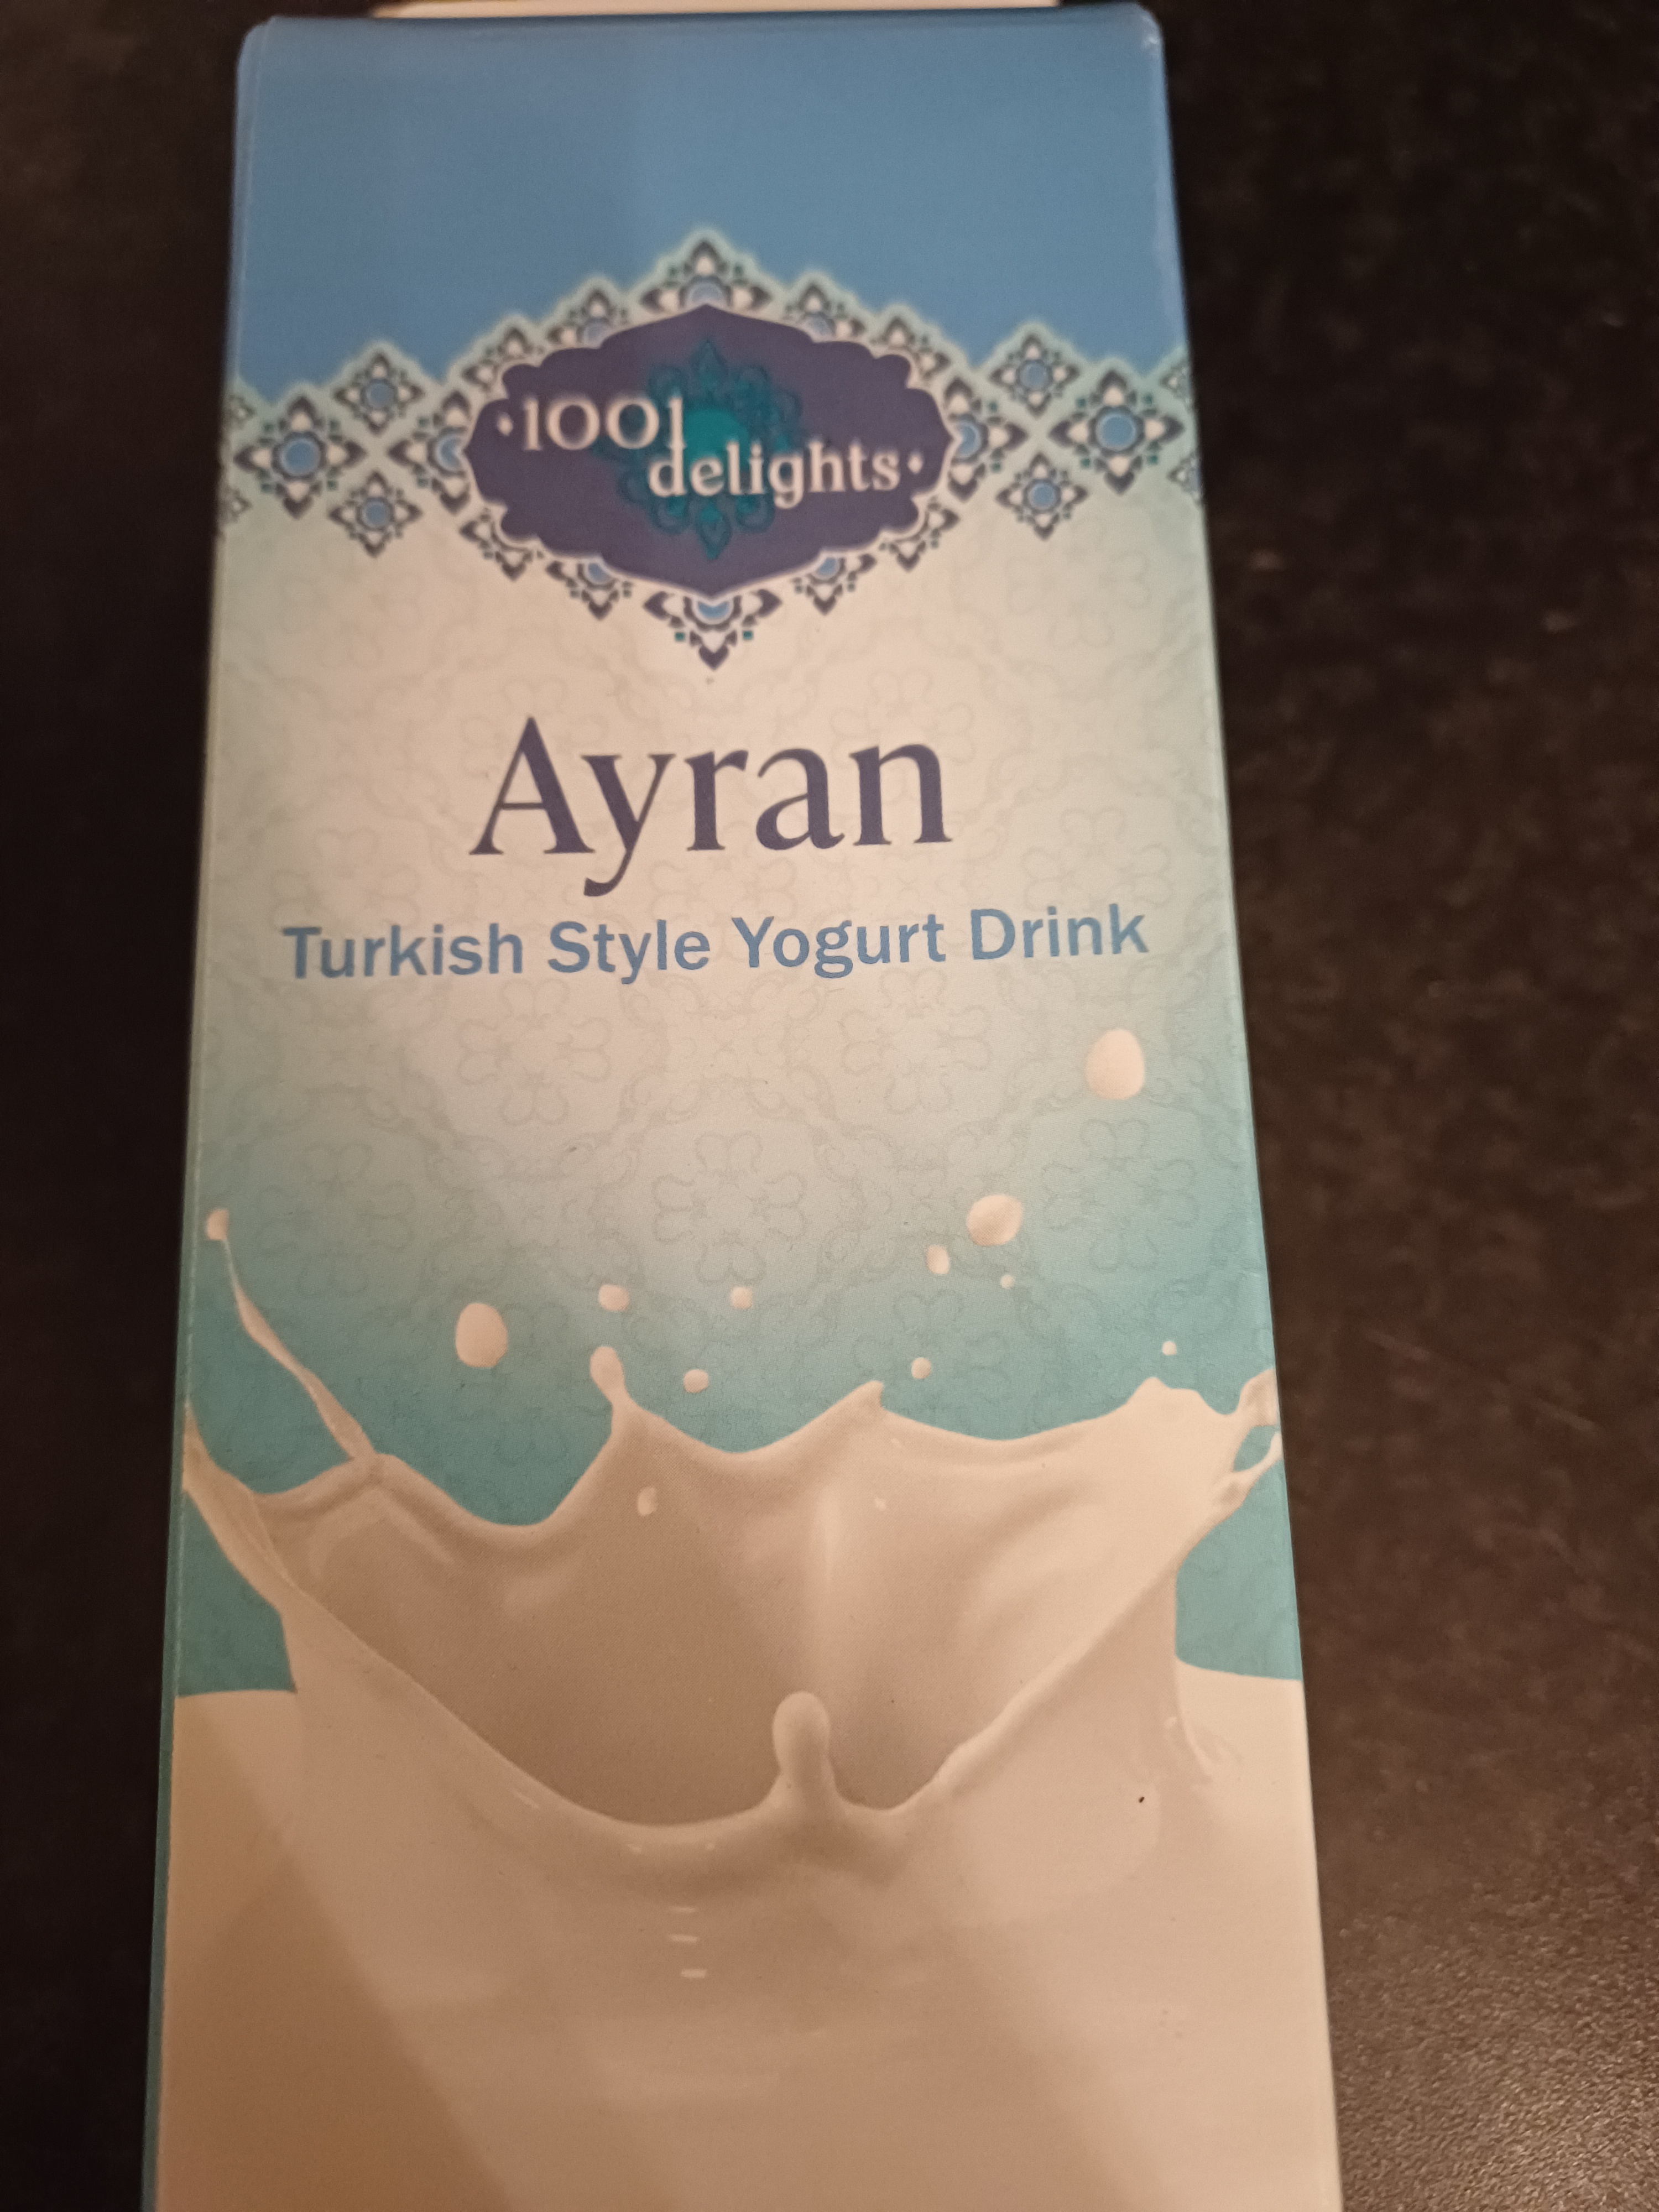 ·1001
delights·
Ayran
Turkish Style Yogurt Drink